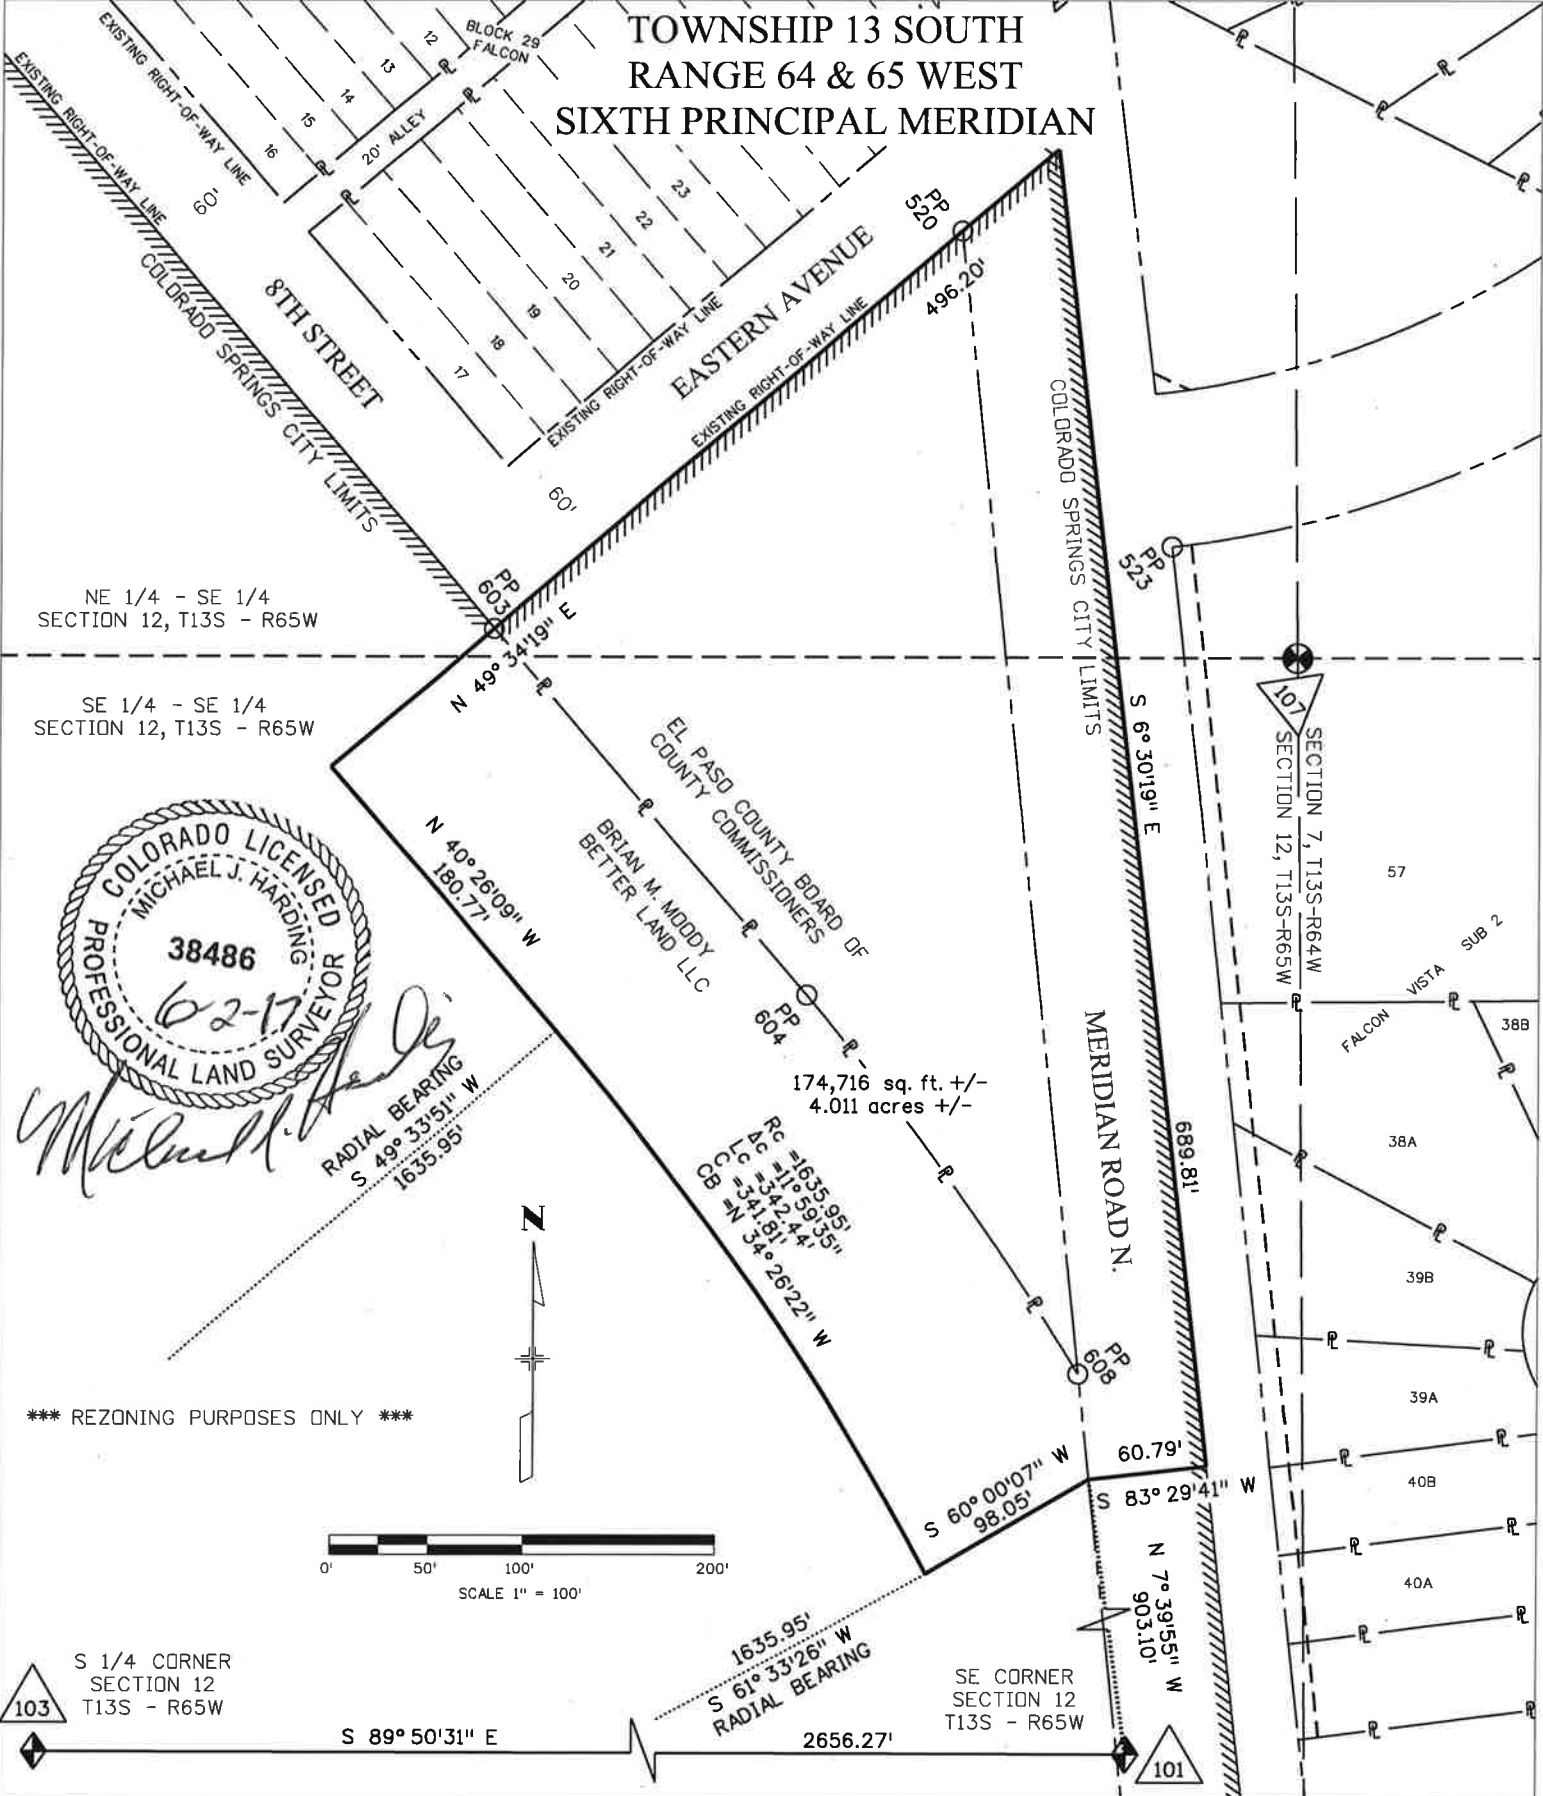 TOWNSHIP 13 SOUTH
RANGE 64 & 65 WEST
SIXTH PRINCIPAL MERIDIAN
BLOCK 29
FALCON
EXISTING RIGHT-OF-WAY LINE
EXISTING RIGHT-OF-WAY LINE
12
13
14
15
16
20' ALLEY
60'
COLORADO SPRINGS CITY LIMITS
8TH STREET
17
18
19
20
21
22
23
EXISTING RIGHT-OF-WAY LINE
EASTERN AVENUE
EXISTING RIGHT-OF-WAY LINE
60'
PP
520
496.20'
COLORADO SPRINGS CITY LIMITS
PP
523
PP
603
N 49° 34'19" E
NE 1/4 - SE 1/4
SECTION 12, T13S - R65W
SE 1/4 - SE 1/4
SECTION 12, T13S - R65W
107
SECTION 7, T13S-R64W
SECTION 12, T13S-R65W
S 6° 30'19" E
689.81'
EL PASO COUNTY BOARD OF
COUNTY COMMISSIONERS
BRIAN M. MOODY
BETTER LAND LLC
N 40° 26'09" W
180.77'
COLORADO LICENSED
MICHAEL J. HARDING
38486
6-2-17
PROFESSIONAL LAND SURVEYOR
PP
604
174,716 sq. ft. +/-
4.011 acres +/-
MERIDIAN ROAD N.
RADIAL BEARING
S 49° 33'51" W
1635.95'
Rc =1635.95'
Δc =11° 59'35"
Lc =342.44'
C =341.81'
CB =N 34° 26'22" W
57
FALCON VISTA SUB 2
38B
38A
39B
39A
40B
40A
N
PP
608
*** REZONING PURPOSES ONLY ***
60.79'
S 83° 29'41" W
S 60° 00'07" W
98.05'
N 7° 39'55" W
903.10'
0' 50' 100' 200'
SCALE 1" = 100'
1635.95'
S 61° 33'26" W
RADIAL BEARING
S 1/4 CORNER
SECTION 12
T13S - R65W
103
SE CORNER
SECTION 12
T13S - R65W
101
S 89° 50'31" E
2656.27'